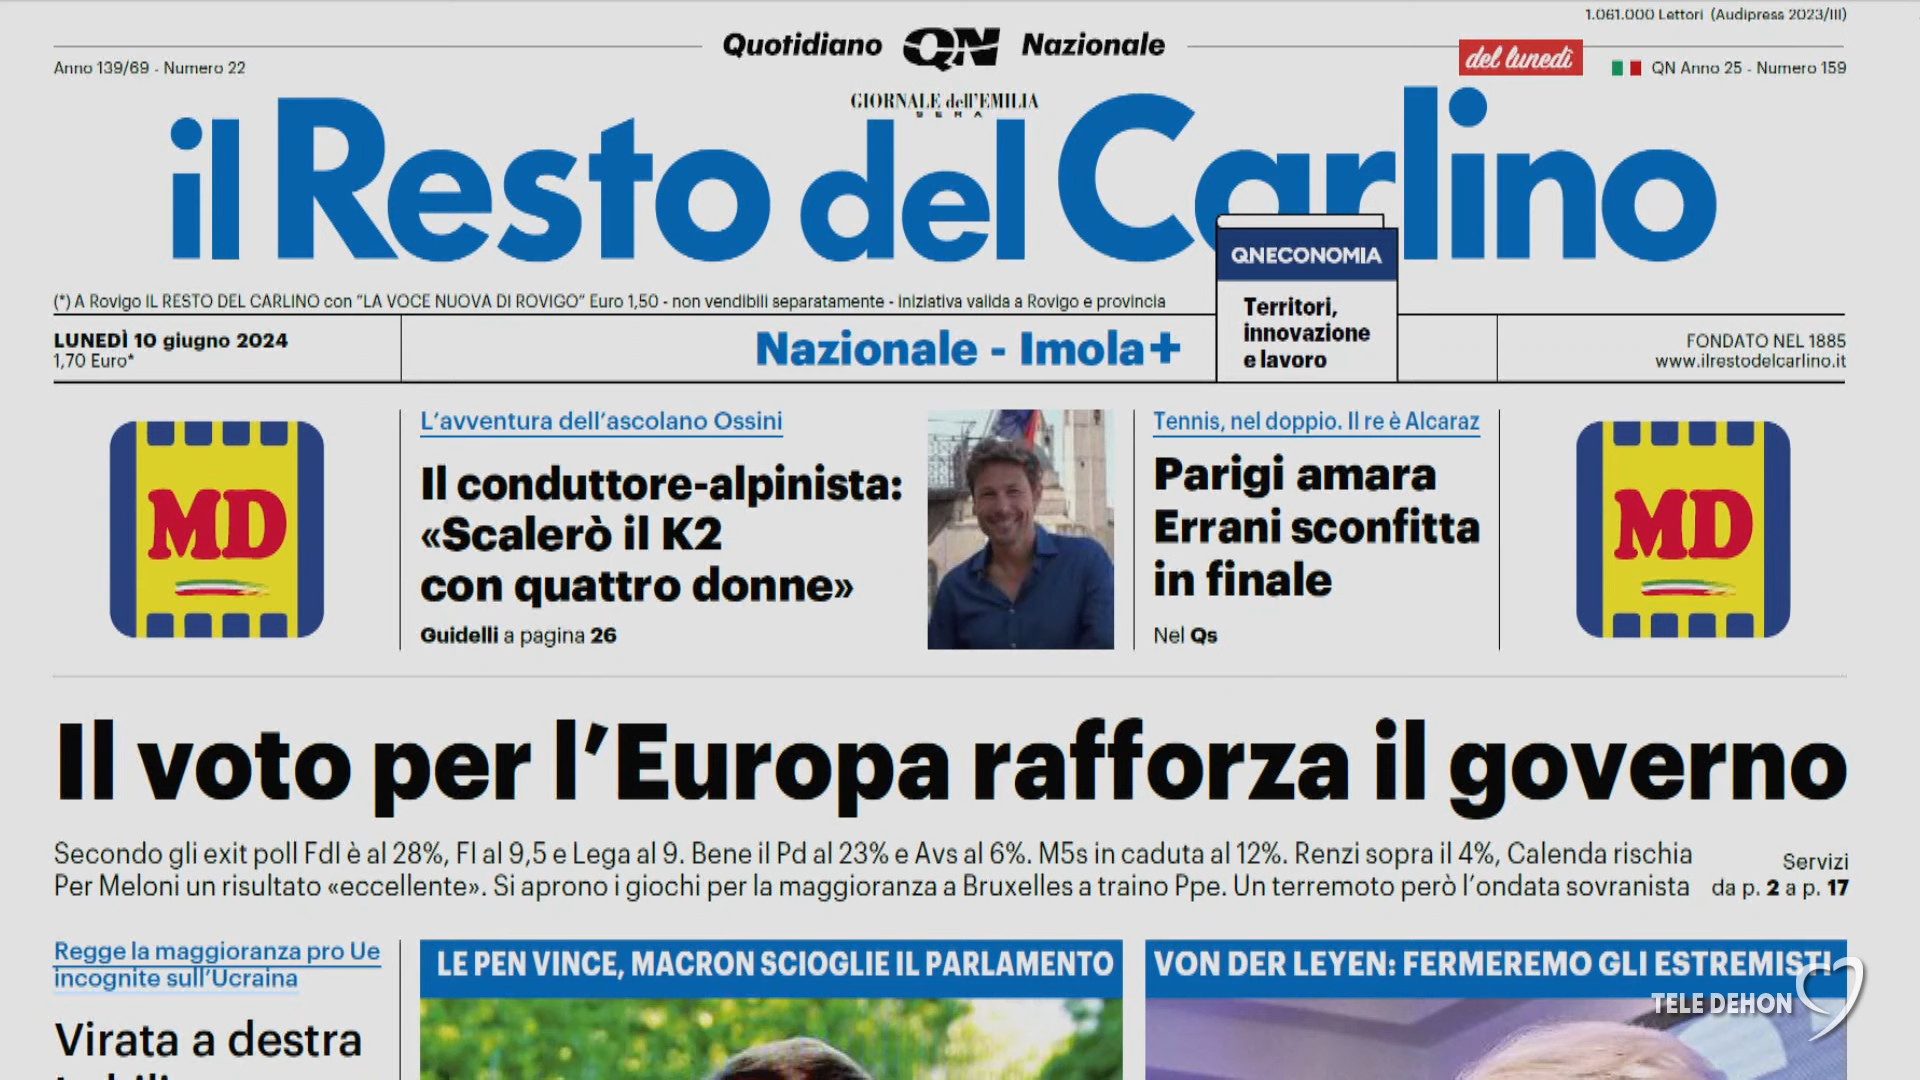 1.061.000 Lettori (Audipress 2023/III)
Quotidiano QN Nazionale
del lunedì
Anno 139/69 - Numero 22
QN Anno 25 - Numero 159
GIORNALE dell'EMILIA
SERA
il Resto del Carlino
(*) A Rovigo IL RESTO DEL CARLINO con "LA VOCE NUOVA DI ROVIGO" Euro 1,50 - non vendibili separatamente - iniziativa valida a Rovigo e provincia
QNECONOMIA
Territori,
innovazione
e lavoro
LUNEDÌ 10 giugno 2024
1,70 Euro*
Nazionale - Imola+
FONDATO NEL 1885
www.ilrestodelcarlino.it
MD
L'avventura dell'ascolano Ossini
Il conduttore-alpinista:
«Scalerò il K2
con quattro donne»
Guidelli a pagina 26
Tennis, nel doppio. Il re è Alcaraz
Parigi amara
Errani sconfitta
in finale
Nel Qs
MD
Il voto per l'Europa rafforza il governo
Secondo gli exit poll FdI è al 28%, FI al 9,5 e Lega al 9. Bene il Pd al 23% e Avs al 6%. M5s in caduta al 12%. Renzi sopra il 4%, Calenda rischia
Per Meloni un risultato «eccellente». Si aprono i giochi per la maggioranza a Bruxelles a traino Ppe. Un terremoto però l'ondata sovranista
Servizi
da p. 2 a p. 17
Regge la maggioranza pro Ue
incognite sull'Ucraina
Virata a destra
LE PEN VINCE, MACRON SCIOGLIE IL PARLAMENTO
VON DER LEYEN: FERMEREMO GLI ESTREMISTI
TELE DEHON